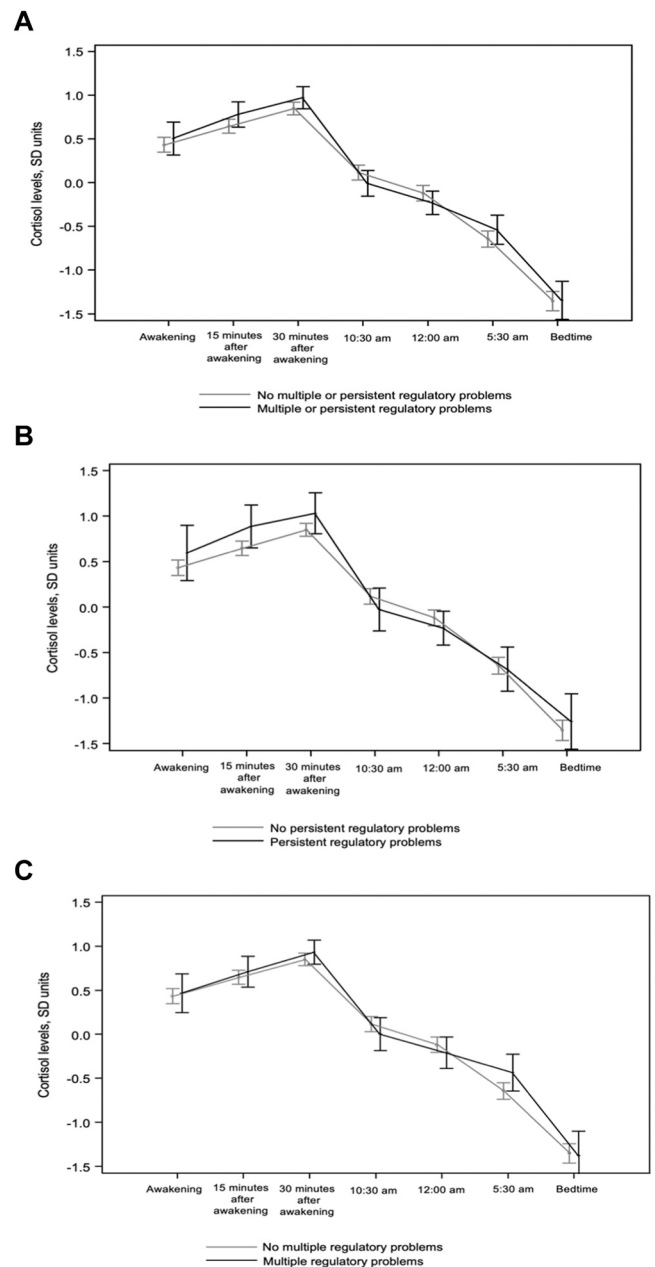 A
Cortisol levels, SD units
1.5
1.0
0.5
0.0
-0.5
-1.0
-1.5
Awakening
15 minutes
after
awakening
30 minutes
after
awakening
10:30 am
12:00 am
5:30 am
Bedtime
No multiple or persistent regulatory problems
Multiple or persistent regulatory problems
B
Cortisol levels, SD units
1.5
1.0
0.5
0.0
-0.5
-1.0
-1.5
Awakening
15 minutes
after
awakening
30 minutes
after
awakening
10:30 am
12:00 am
5:30 am
Bedtime
No persistent regulatory problems
Persistent regulatory problems
C
Cortisol levels, SD units
1.5
1.0
0.5
0.0
-0.5
-1.0
-1.5
Awakening
15 minutes
after
awakening
30 minutes
after
awakening
10:30 am
12:00 am
5:30 am
Bedtime
No multiple regulatory problems
Multiple regulatory problems